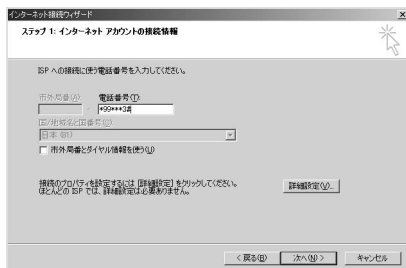 インターネット接続ウィザード
ステップ 1: インターネット アカウントの接続情報
ISP への接続に使う電話番号を入力してください。
市外局番(A): 電話番号(T):
- *99***3#
国/地域名と国番号(C):
日本 (81)
市外局番とダイヤル情報を使う(U)
接続のプロパティを設定するには [詳細設定] をクリックしてください。
ほとんどの ISP では、詳細設定は必要ありません。
詳細設定(V)...
< 戻る(B) 次へ(N) > キャンセル